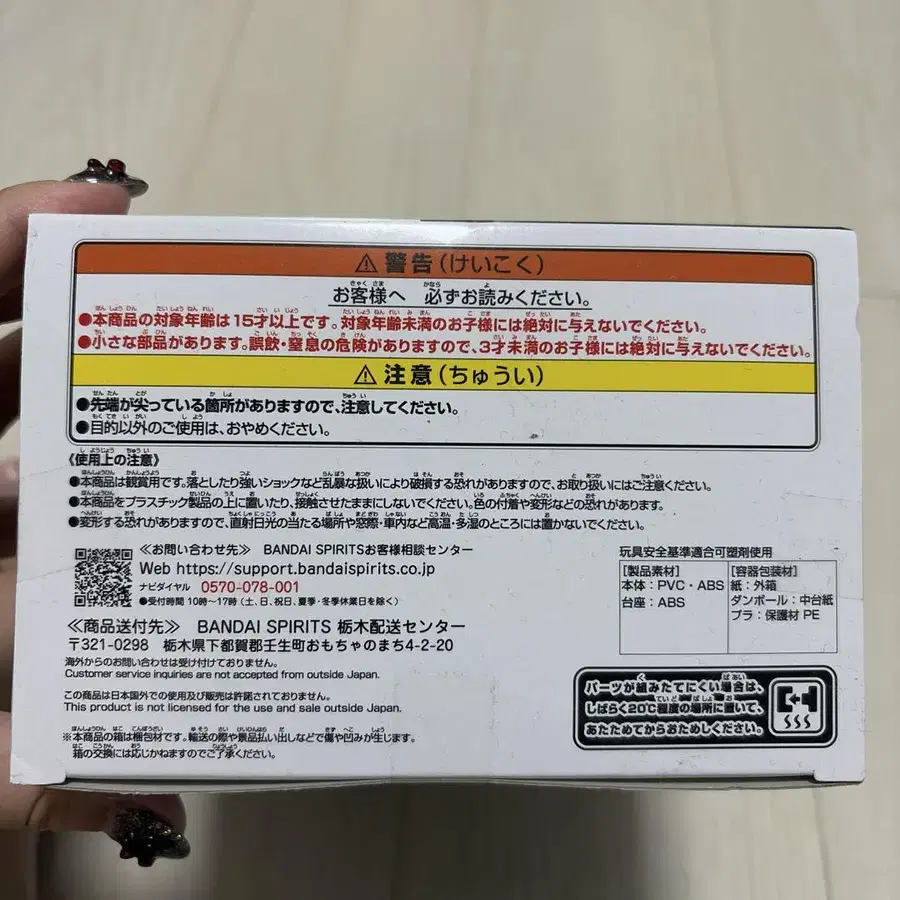 ⚠ 警告（けいこく）
お客様へ 必ずお読みください。
●本商品の対象年齢は15才以上です。対象年齢未満のお子様には絶対に与えないでください。
●小さな部品があります。誤飲・窒息の危険がありますので、3才未満のお子様には絶対に与えないでください。
⚠ 注意（ちゅうい）
●先端が尖っている箇所がありますので、注意してください。
●目的以外のご使用は、おやめください。
《使用上の注意》
●本商品は観賞用です。落としたり強いショックなど乱暴な扱いにより破損する恐れがありますので、お取り扱いにはご注意ください。
●本商品をプラスチック製品の上に置いたり、接触させたままにしないでください。色の付着や変形などの恐れがあります。
●変形する恐れがありますので、直射日光の当たる場所や窓際・車内など高温・多湿のところには置かないでください。
≪お問い合わせ先≫ BANDAI SPIRITSお客様相談センター
Web https://support.bandaispirits.co.jp
ナビダイヤル 0570-078-001
●受付時間 10時～17時（土、日、祝日、夏季・冬季休業日を除く）
≪商品送付先≫ BANDAI SPIRITS 栃木配送センター
〒321-0298 栃木県下都賀郡壬生町おもちゃのまち4-2-20
海外からのお問い合わせは受け付けておりません。
Customer service inquiries are not accepted from outside Japan.
この商品は日本国外での使用及び販売は許諾されておりません。
This product is not licensed for the use and sale outside Japan.
※本商品の箱は梱包材です。輸送の際や景品払い出しなどで傷や凹みが生じます。
箱の交換には応じかねますのでご了承ください。
玩具安全基準適合可塑剤使用
[製品素材]
本体：PVC・ABS
台座：ABS
[容器包装材]
紙：外箱
ダンボール：中台紙
プラ：保護材 PE
パーツが組みたてにくい場合は、
しばらく20℃程度の場所に置いて、
あたためてからおためしください。